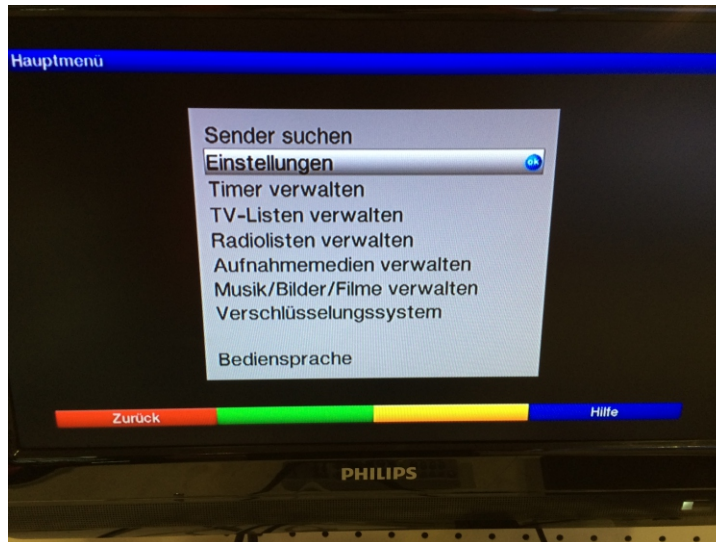 Hauptmenü
Sender suchen
Einstellungen
ok
Timer verwalten
TV-Listen verwalten
Radiolisten verwalten
Aufnahmemedien verwalten
Musik/Bilder/Filme verwalten
Verschlüsselungssystem
Bediensprache
Zurück
Hilfe
PHILIPS